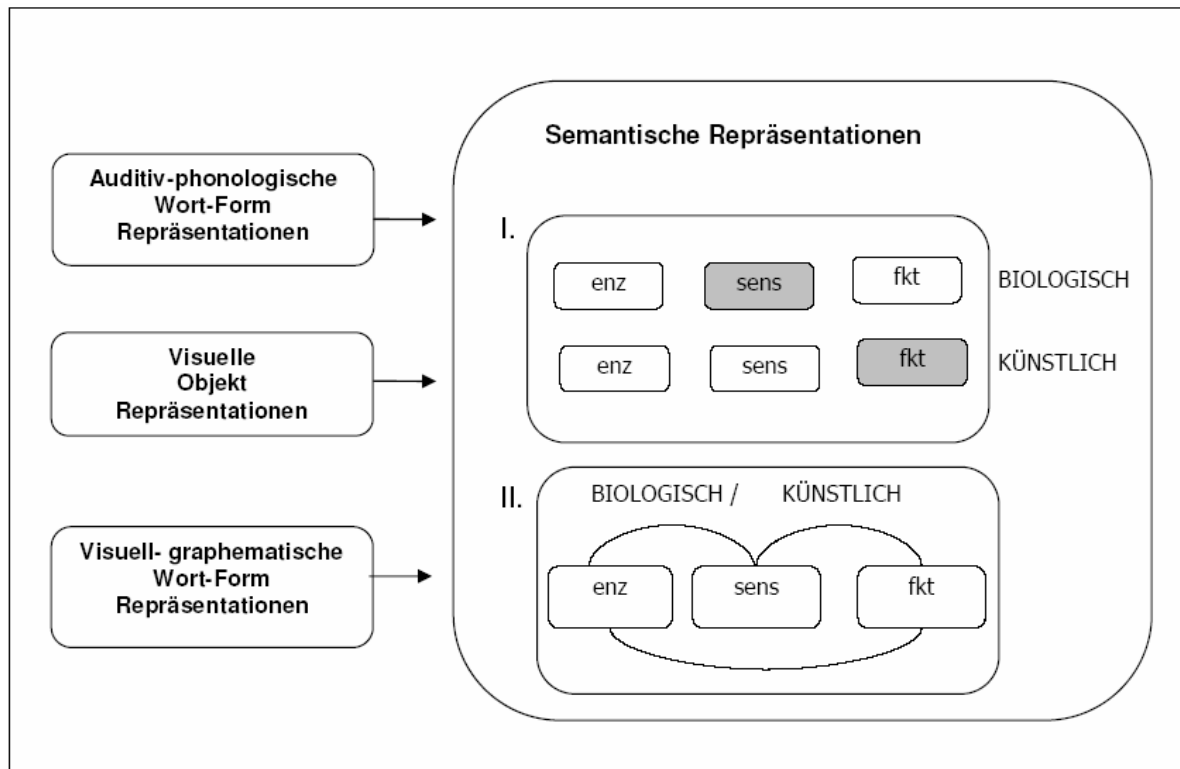 Auditiv-phonologische
Wort-Form
Repräsentationen
Visuelle
Objekt
Repräsentationen
Visuell- graphematische
Wort-Form
Repräsentationen
Semantische Repräsentationen
I.
enz sens fkt BIOLOGISCH
enz sens fkt KÜNSTLICH
II.
BIOLOGISCH / KÜNSTLICH
enz sens fkt